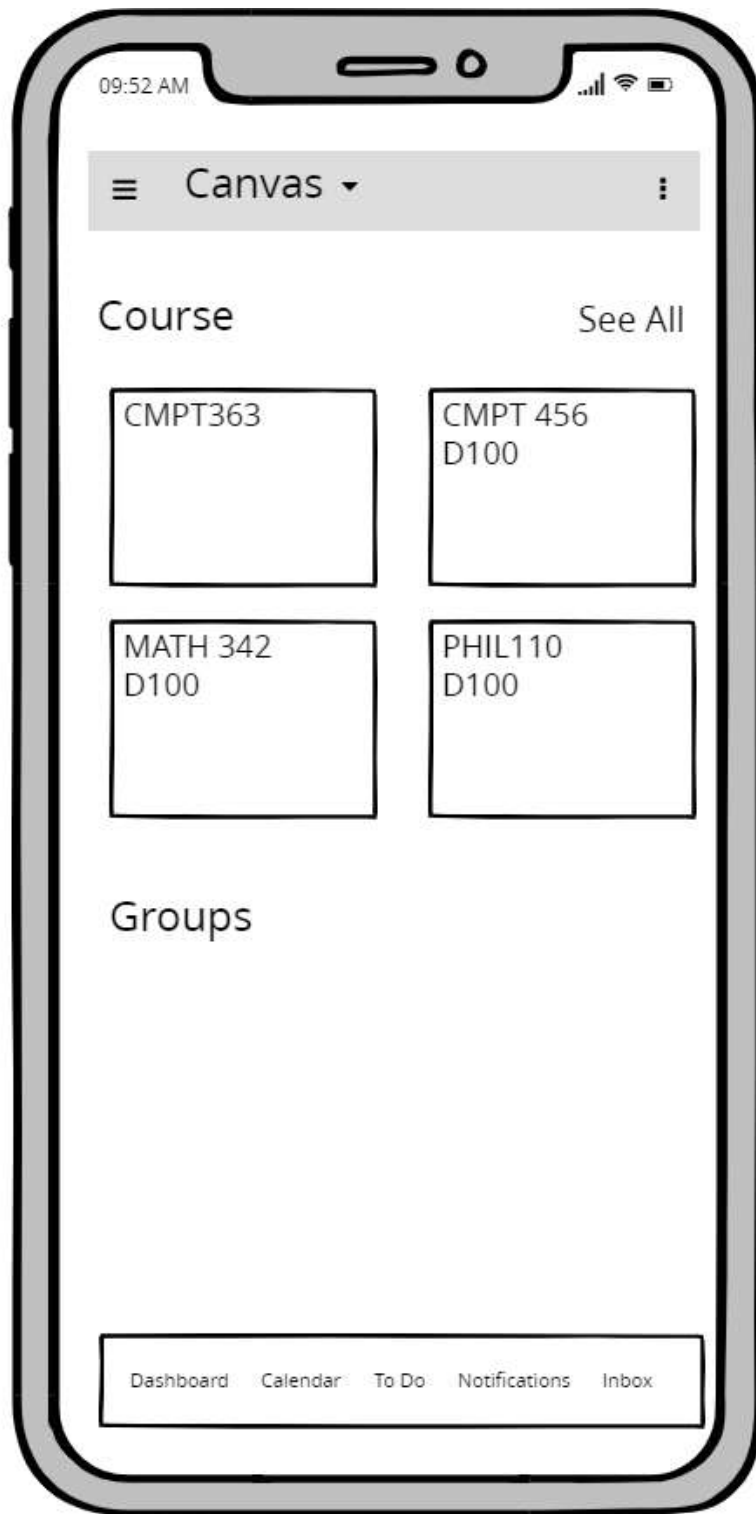 09:52 AM
Canvas
Course
See All
CMPT363
CMPT 456
D100
MATH 342
D100
PHIL110
D100
Groups
Dashboard Calendar To Do Notifications Inbox